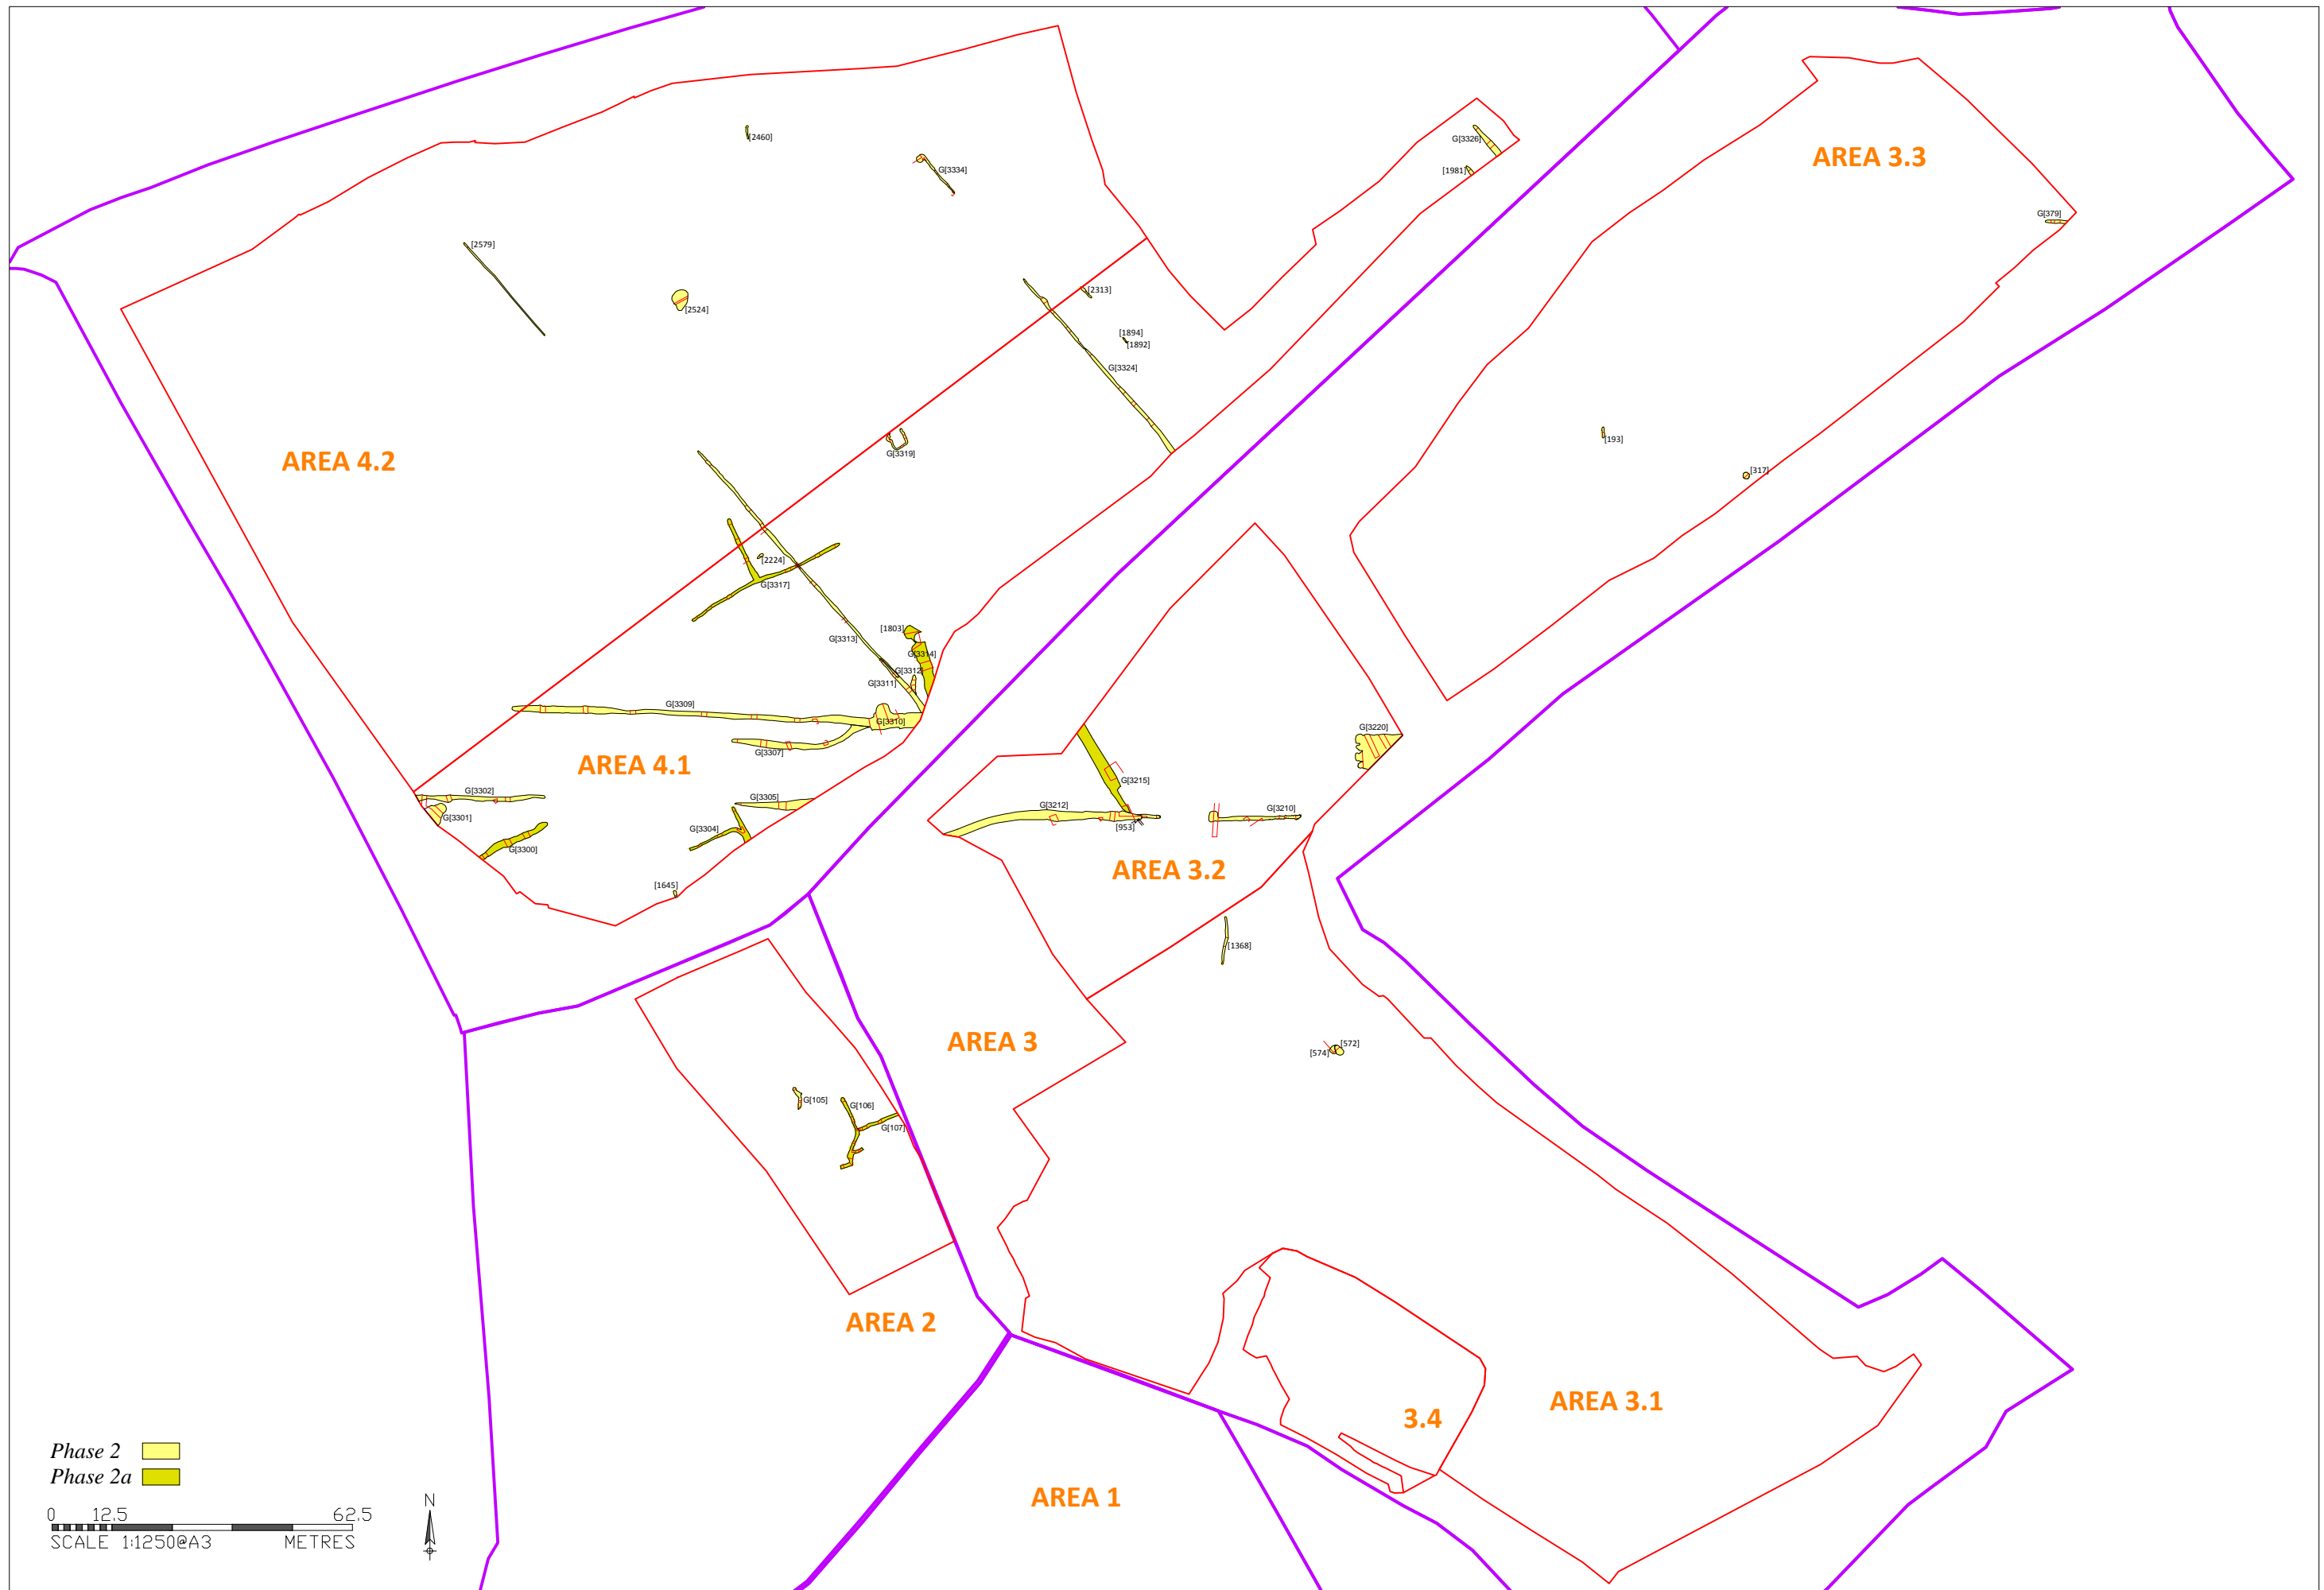 [2460]
G[3326]
AREA 3.3
G[3334]
[1981]
G[379]
[2579]
[2313]
[2524]
[1894]
[1892]
G[3324]
[193]
G[3319]
AREA 4.2
[317]
[2224]
G[3317]
[1803]
G[3313]
G[3314]
G[3312]
G[3311]
G[3309]
G[3310]
G[3220]
G[3307]
AREA 4.1
G[3215]
G[3302]
G[3305]
G[3212]
G[3210]
G[3301]
[953]
G[3304]
G[3300]
AREA 3.2
[1645]
[1368]
AREA 3
[572]
[574]
G[105]
G[106]
G[107]
AREA 2
AREA 3.1
3.4
AREA 1
Phase 2
Phase 2a
0 12.5 62.5
SCALE 1:1250@A3 METRES
N